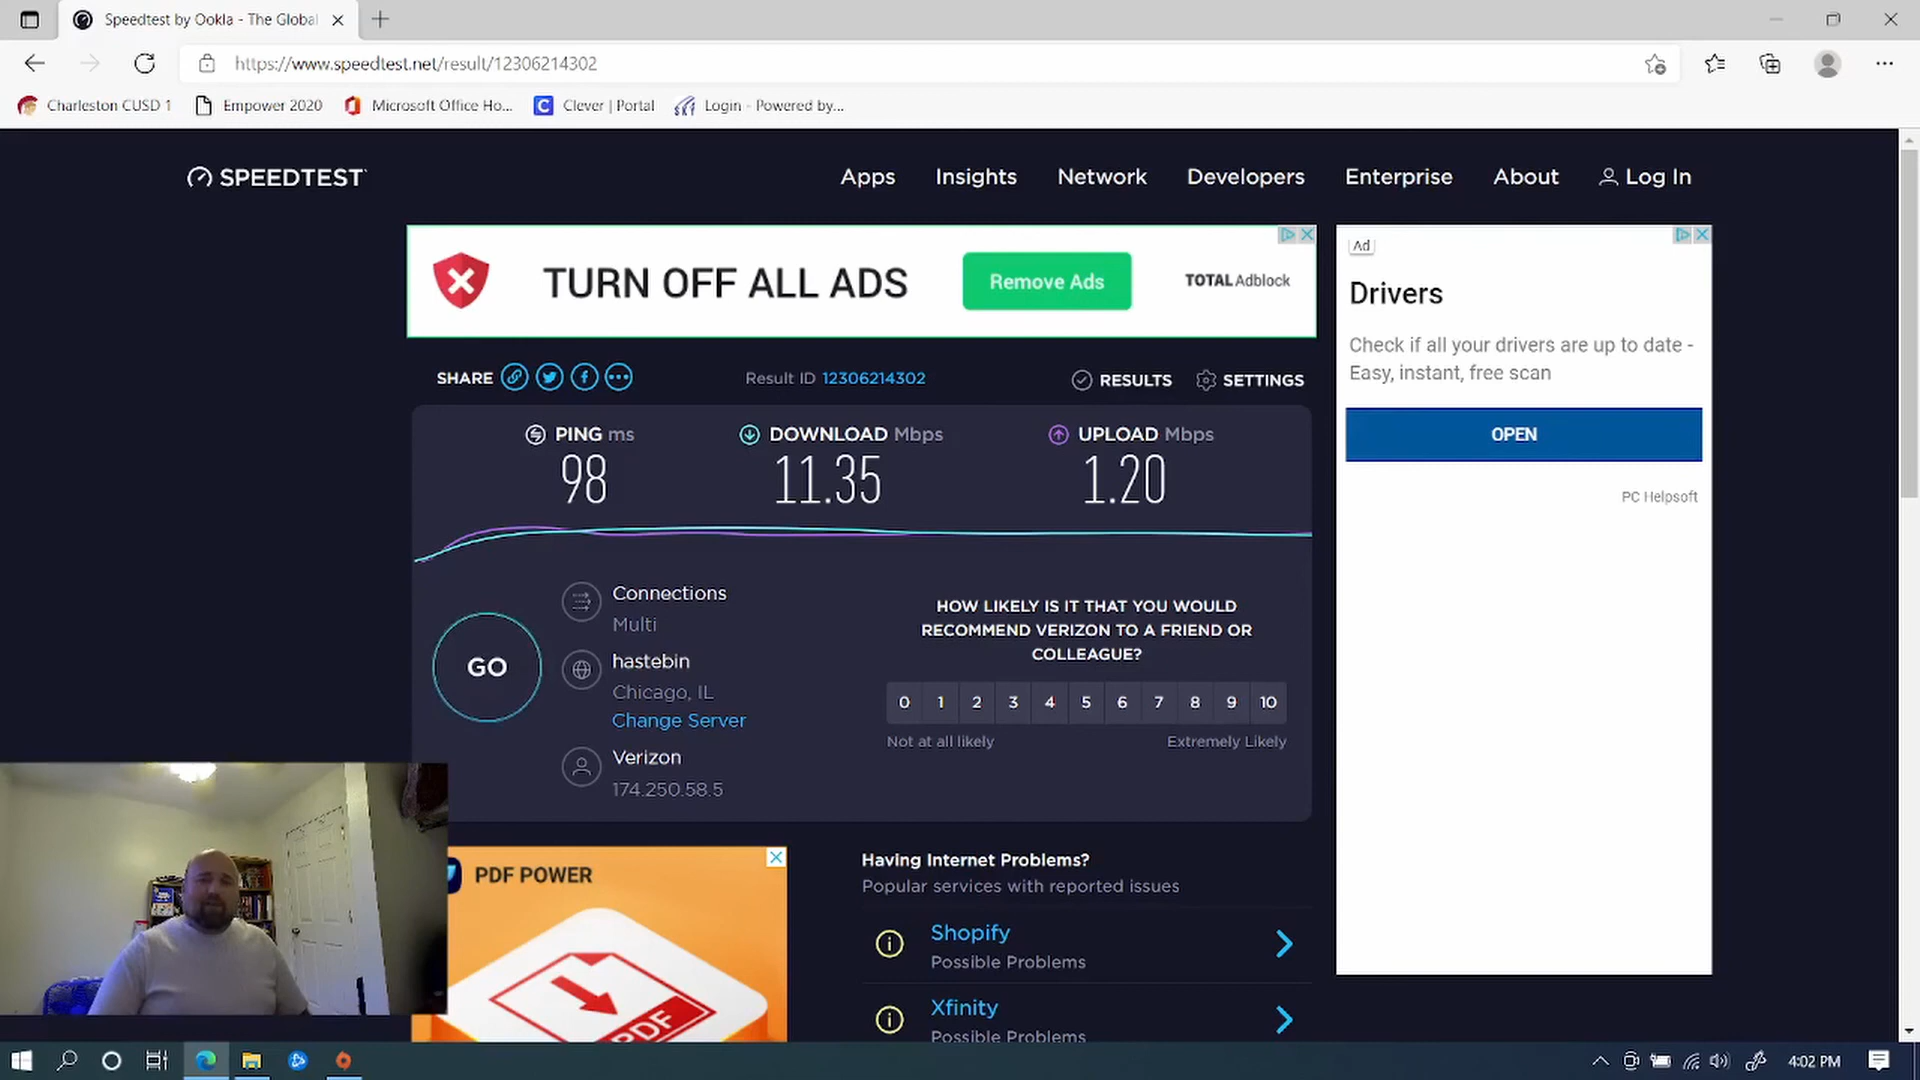 Speedtest by Ookla - The Global
https://www.speedtest.net/result/12306214302
Charleston CUSD 1
Empower 2020
Microsoft Office Ho...
Clever | Portal
Login - Powered by...
SPEEDTEST
Apps
Insights
Network
Developers
Enterprise
About
Log In
TURN OFF ALL ADS
Remove Ads
TOTAL Adblock
Ad
Drivers
Check if all your drivers are up to date -
Easy, instant, free scan
OPEN
PC Helpsoft
SHARE
Result ID 12306214302
RESULTS
SETTINGS
PING ms
98
DOWNLOAD Mbps
11.35
UPLOAD Mbps
1.20
GO
Connections
Multi
hastebin
Chicago, IL
Change Server
Verizon
174.250.58.5
HOW LIKELY IS IT THAT YOU WOULD
RECOMMEND VERIZON TO A FRIEND OR
COLLEAGUE?
0 1 2 3 4 5 6 7 8 9 10
Not at all likely
Extremely Likely
PDF POWER
PDF
Having Internet Problems?
Popular services with reported issues
Shopify
Possible Problems
Xfinity
Possible Problems
4:02 PM